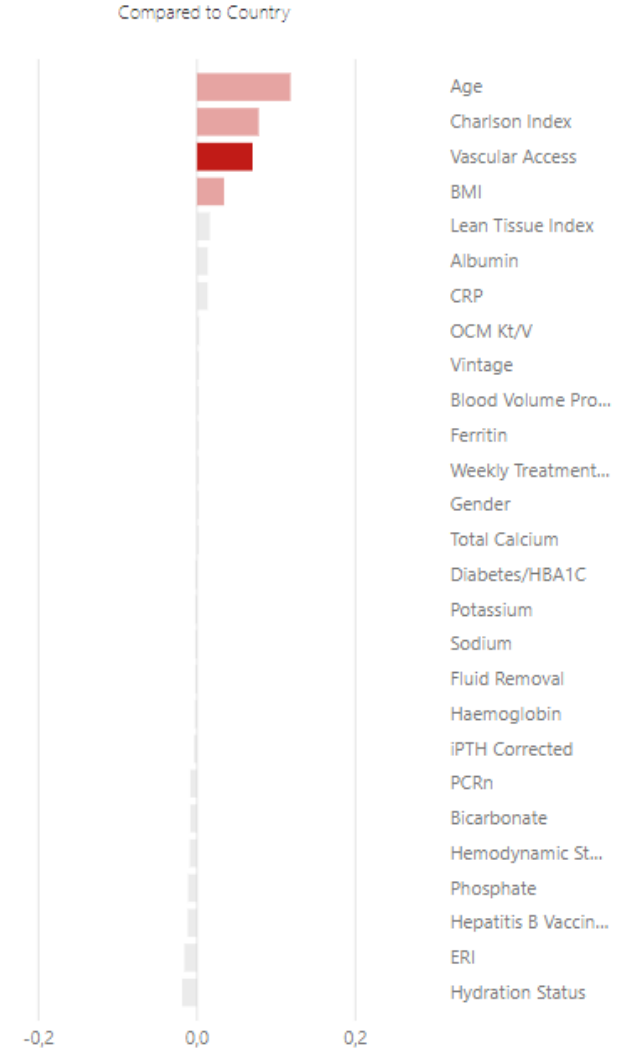 Compared to Country
Age
Charlson Index
Vascular Access
BMI
Lean Tissue Index
Albumin
CRP
OCM Kt/V
Vintage
Blood Volume Pro...
Ferritin
Weekly Treatment...
Gender
Total Calcium
Diabetes/HBA1C
Potassium
Sodium
Fluid Removal
Haemoglobin
iPTH Corrected
PCRn
Bicarbonate
Hemodynamic St...
Phosphate
Hepatitis B Vaccin...
ERI
Hydration Status
-0,2 0,0 0,2